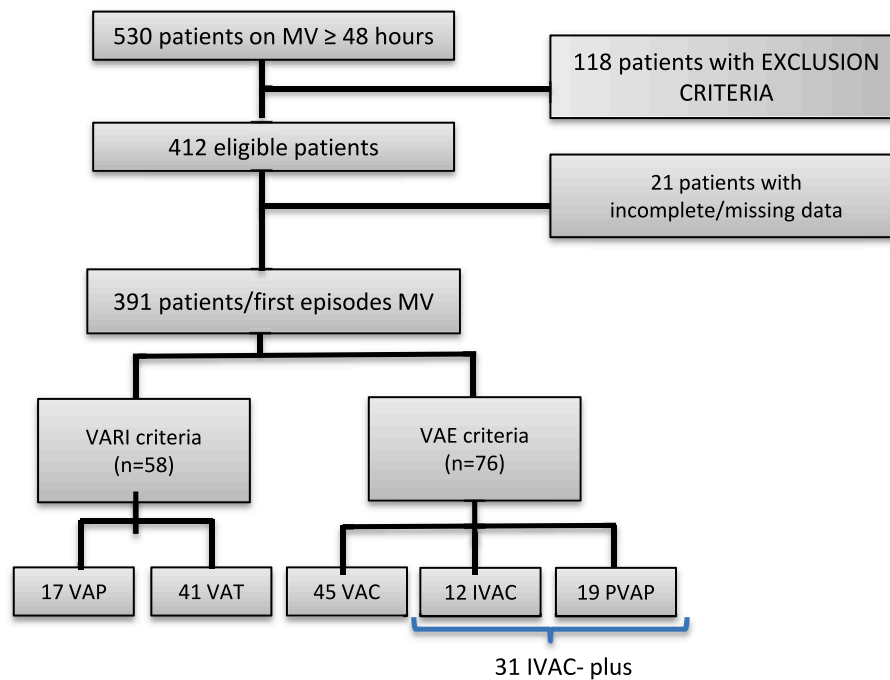 530 patients on MV ≥ 48 hours
118 patients with EXCLUSION
CRITERIA
412 eligible patients
21 patients with
incomplete/missing data
391 patients/first episodes MV
VARI criteria
(n=58)
VAE criteria
(n=76)
17 VAP
41 VAT
45 VAC
12 IVAC
19 PVAP
31 IVAC- plus